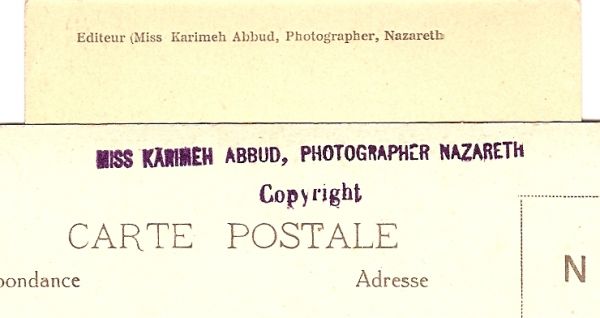 Editeur (Miss Karimeh Abbud, Photographer, Nazareth
MISS KARIMEH ABBUD, PHOTOGRAPHER NAZARETH
Copyright
CARTE POSTALE
pondance Adresse
N